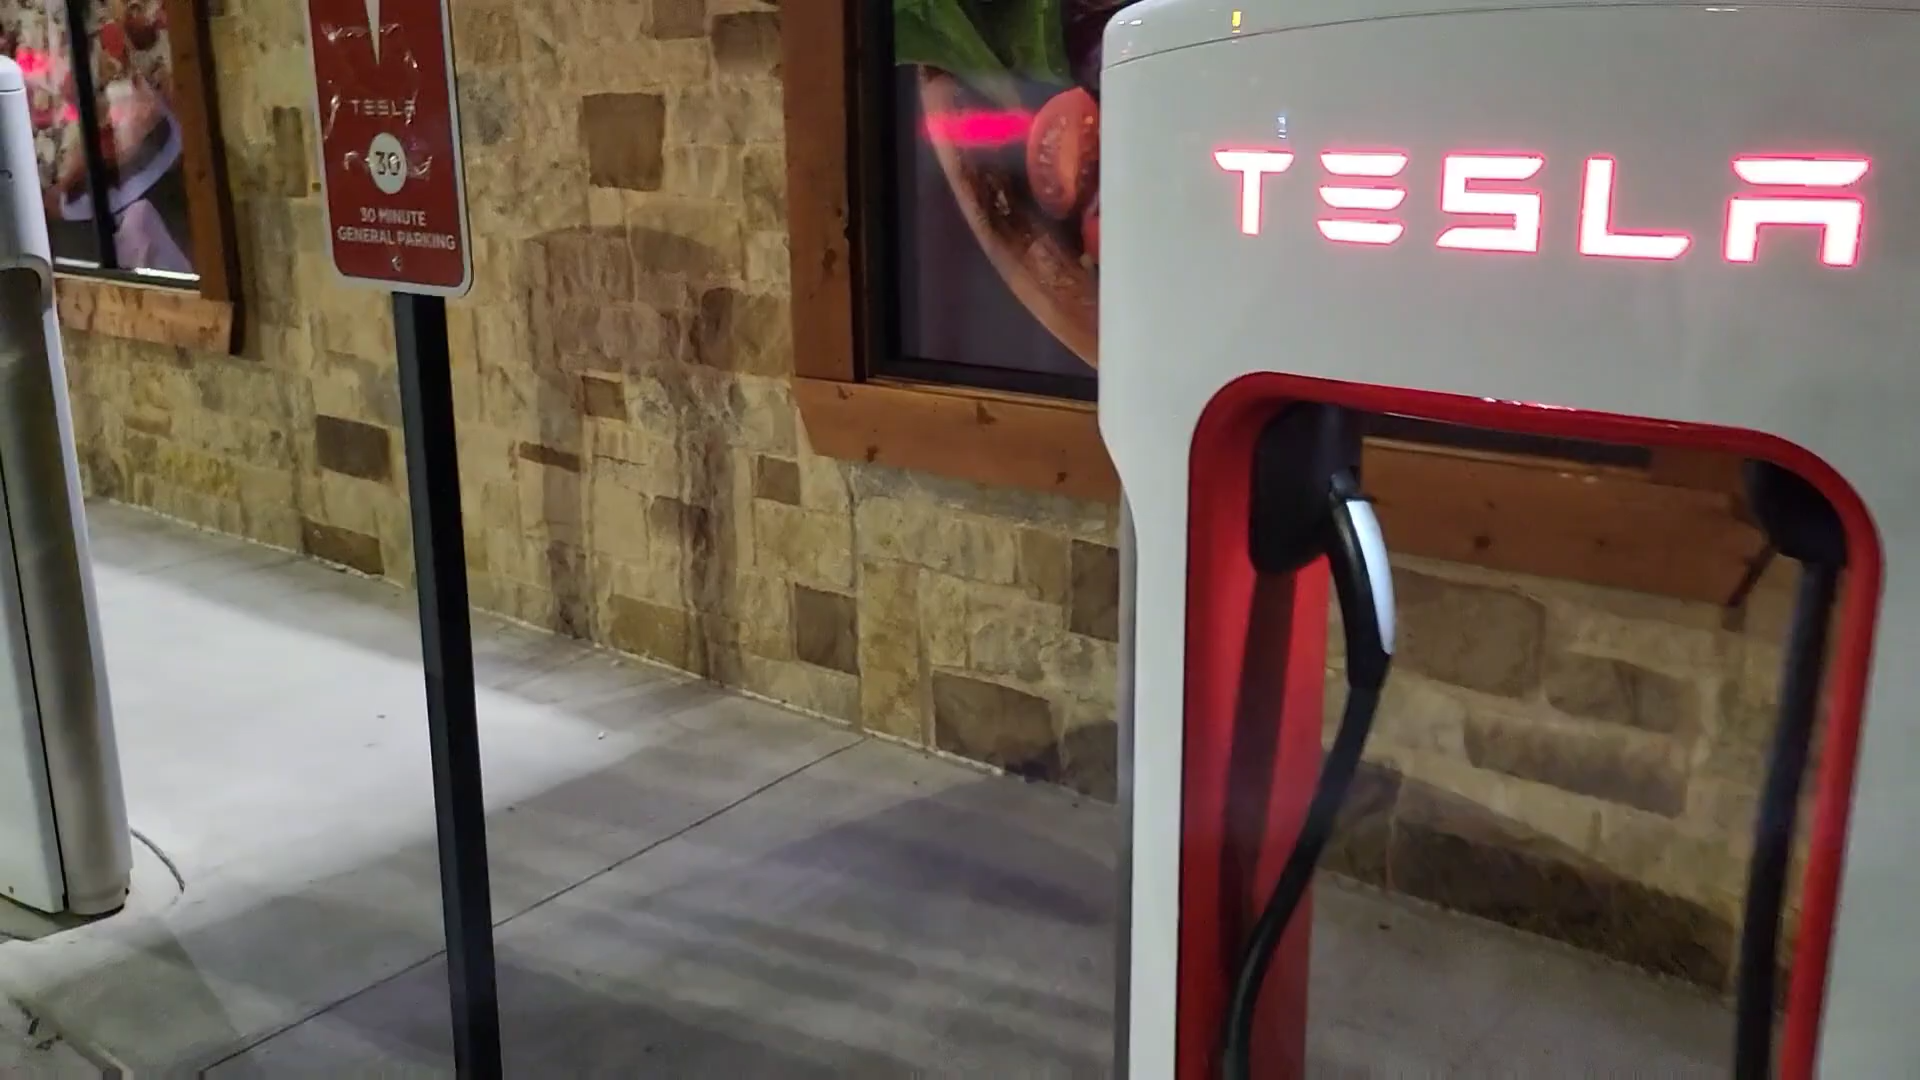 TESLA
30
30 MINUTE
GENERAL PARKING
TESLA